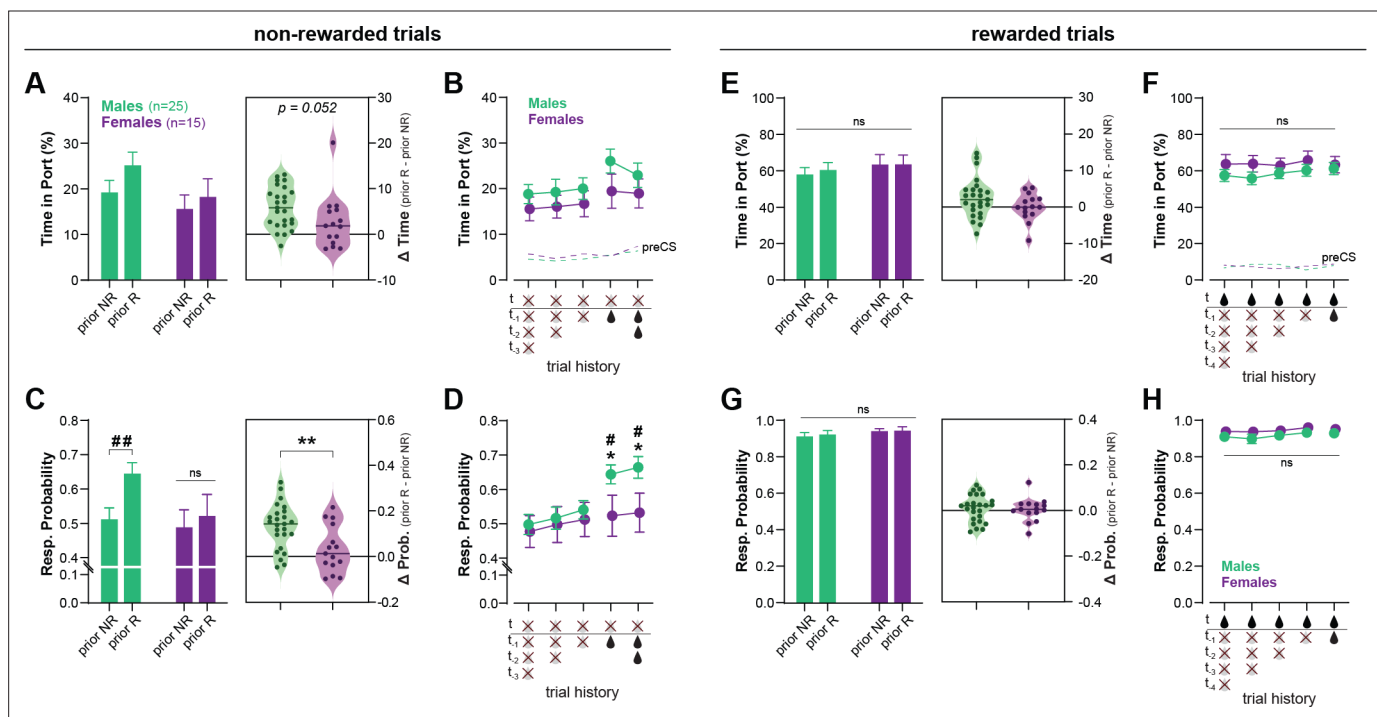 non-rewarded trials
rewarded trials
A
Males (n=25)
Females (n=15)
Time in Port (%)
40
30
20
10
0
prior NR
prior R
prior NR
prior R
p = 0.052
30
20
10
0
-10
Δ Time (prior R - prior NR)
B
Males
Females
Time in Port (%)
40
30
20
10
0
preCS
t
t-1
t-2
t-3
trial history
E
Time in Port (%)
100
80
60
40
20
0
ns
prior NR
prior R
prior NR
prior R
30
20
10
0
-10
-20
Δ Time (prior R - prior NR)
F
Time in Port (%)
100
80
60
40
20
0
ns
preCS
t
t-1
t-2
t-3
t-4
trial history
C
Resp. Probability
0.8
0.7
0.6
0.5
0.4
0.1
0.0
##
ns
prior NR
prior R
prior NR
prior R
**
0.6
0.4
0.2
0.0
-0.2
Δ Prob. (prior R - prior NR)
D
Resp. Probability
0.8
0.7
0.6
0.5
0.4
0.1
0.0
# #
* *
t
t-1
t-2
t-3
trial history
G
Resp. Probability
1.0
0.8
0.6
0.4
0.2
0.0
ns
prior NR
prior R
prior NR
prior R
0.4
0.2
0.0
-0.2
-0.4
Δ Prob. (prior R - prior NR)
H
Resp. Probability
1.0
0.8
0.6
0.4
0.2
0.0
ns
Males
Females
t
t-1
t-2
t-3
t-4
trial history